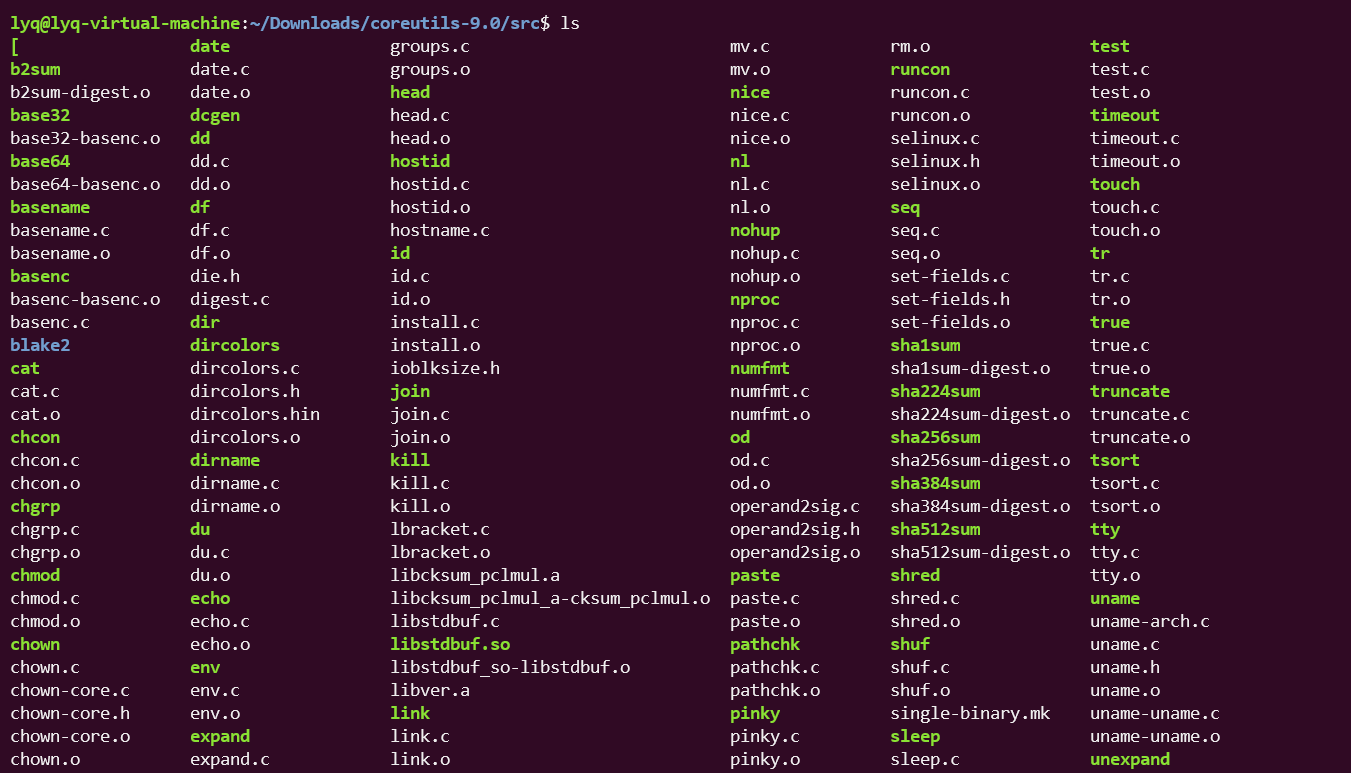 lyq@lyq-virtual-machine:~/Downloads/coreutils-9.0/src$ ls
[ date groups.c mv.c rm.o test
b2sum date.c groups.o mv.o runcon test.c
b2sum-digest.o date.o head nice runcon.c test.o
base32 dcgen head.c nice.c runcon.o timeout
base32-basenc.o dd head.o nice.o selinux.c timeout.c
base64 dd.c hostid nl selinux.h timeout.o
base64-basenc.o dd.o hostid.c nl.c selinux.o touch
basename df hostid.o nl.o seq touch.c
basename.c df.c hostname.c nohup seq.c touch.o
basename.o df.o id nohup.c seq.o tr
basenc die.h id.c nohup.o set-fields.c tr.c
basenc-basenc.o digest.c id.o nproc set-fields.h tr.o
basenc.c dir install.c nproc.c set-fields.o true
blake2 dircolors install.o nproc.o sha1sum true.c
cat dircolors.c ioblksize.h numfmt sha1sum-digest.o true.o
cat.c dircolors.h join numfmt.c sha224sum truncate
cat.o dircolors.hin join.c numfmt.o sha224sum-digest.o truncate.c
chcon dircolors.o join.o od sha256sum truncate.o
chcon.c dirname kill od.c sha256sum-digest.o tsort
chcon.o dirname.c kill.c od.o sha384sum tsort.c
chgrp dirname.o kill.o operand2sig.c sha384sum-digest.o tsort.o
chgrp.c du lbracket.c operand2sig.h sha512sum tty
chgrp.o du.c lbracket.o operand2sig.o sha512sum-digest.o tty.c
chmod du.o libcksum_pclmul.a paste shred tty.o
chmod.c echo libcksum_pclmul_a-cksum_pclmul.o paste.c shred.c uname
chmod.o echo.c libstdbuf.c paste.o shred.o uname-arch.c
chown echo.o libstdbuf.so pathchk shuf uname.c
chown.c env libstdbuf_so-libstdbuf.o pathchk.c shuf.c uname.h
chown-core.c env.c libver.a pathchk.o shuf.o uname.o
chown-core.h env.o link pinky single-binary.mk uname-uname.c
chown-core.o expand link.c pinky.c sleep uname-uname.o
chown.o expand.c link.o pinky.o sleep.c unexpand